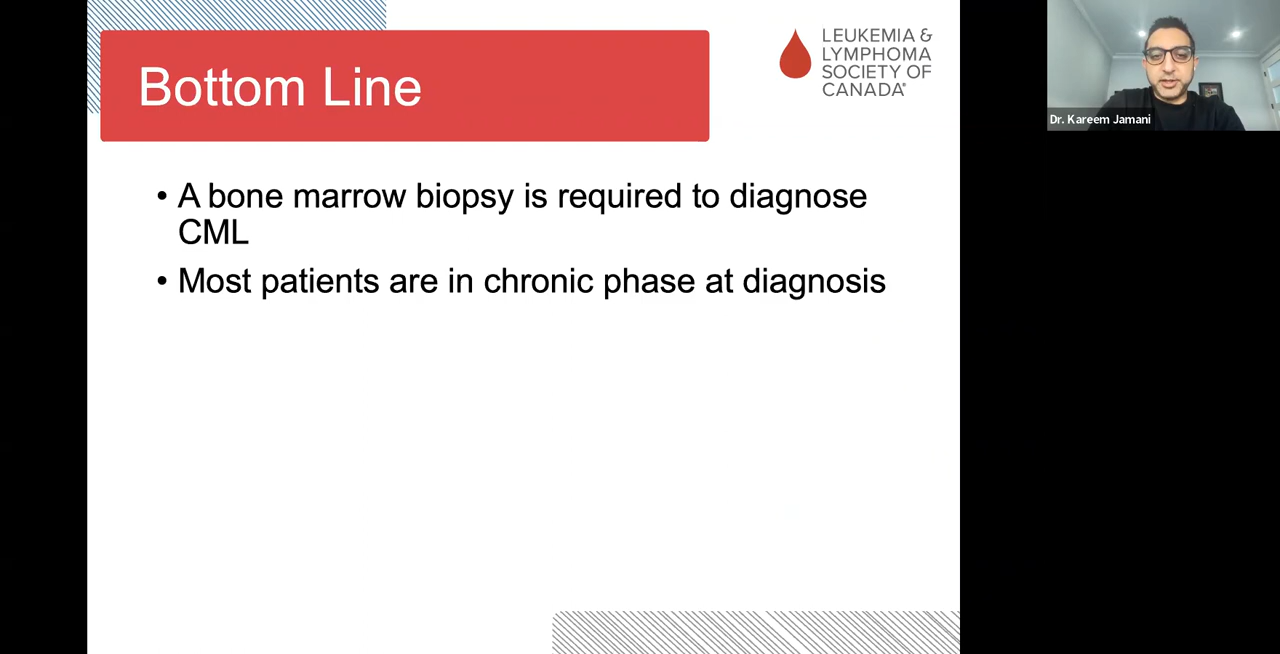 Bottom Line
LEUKEMIA &
LYMPHOMA
SOCIETY OF
CANADA®
• A bone marrow biopsy is required to diagnose
CML
• Most patients are in chronic phase at diagnosis
Dr. Kareem Jamani